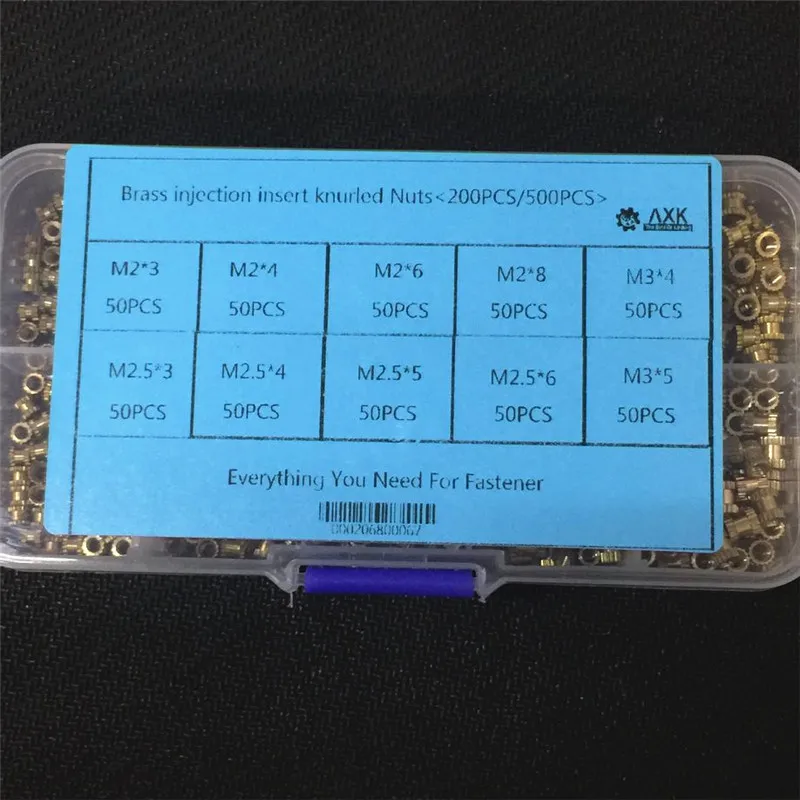 Brass injection insert knurled Nuts<200PCS/500PCS>
AXK
M2*3 M2*4 M2*6 M2*8 M3*4
50PCS 50PCS 50PCS 50PCS 50PCS
M2.5*3 M2.5*4 M2.5*5 M2.5*6 M3*5
50PCS 50PCS 50PCS 50PCS 50PCS
Everything You Need For Fastener
000206800067